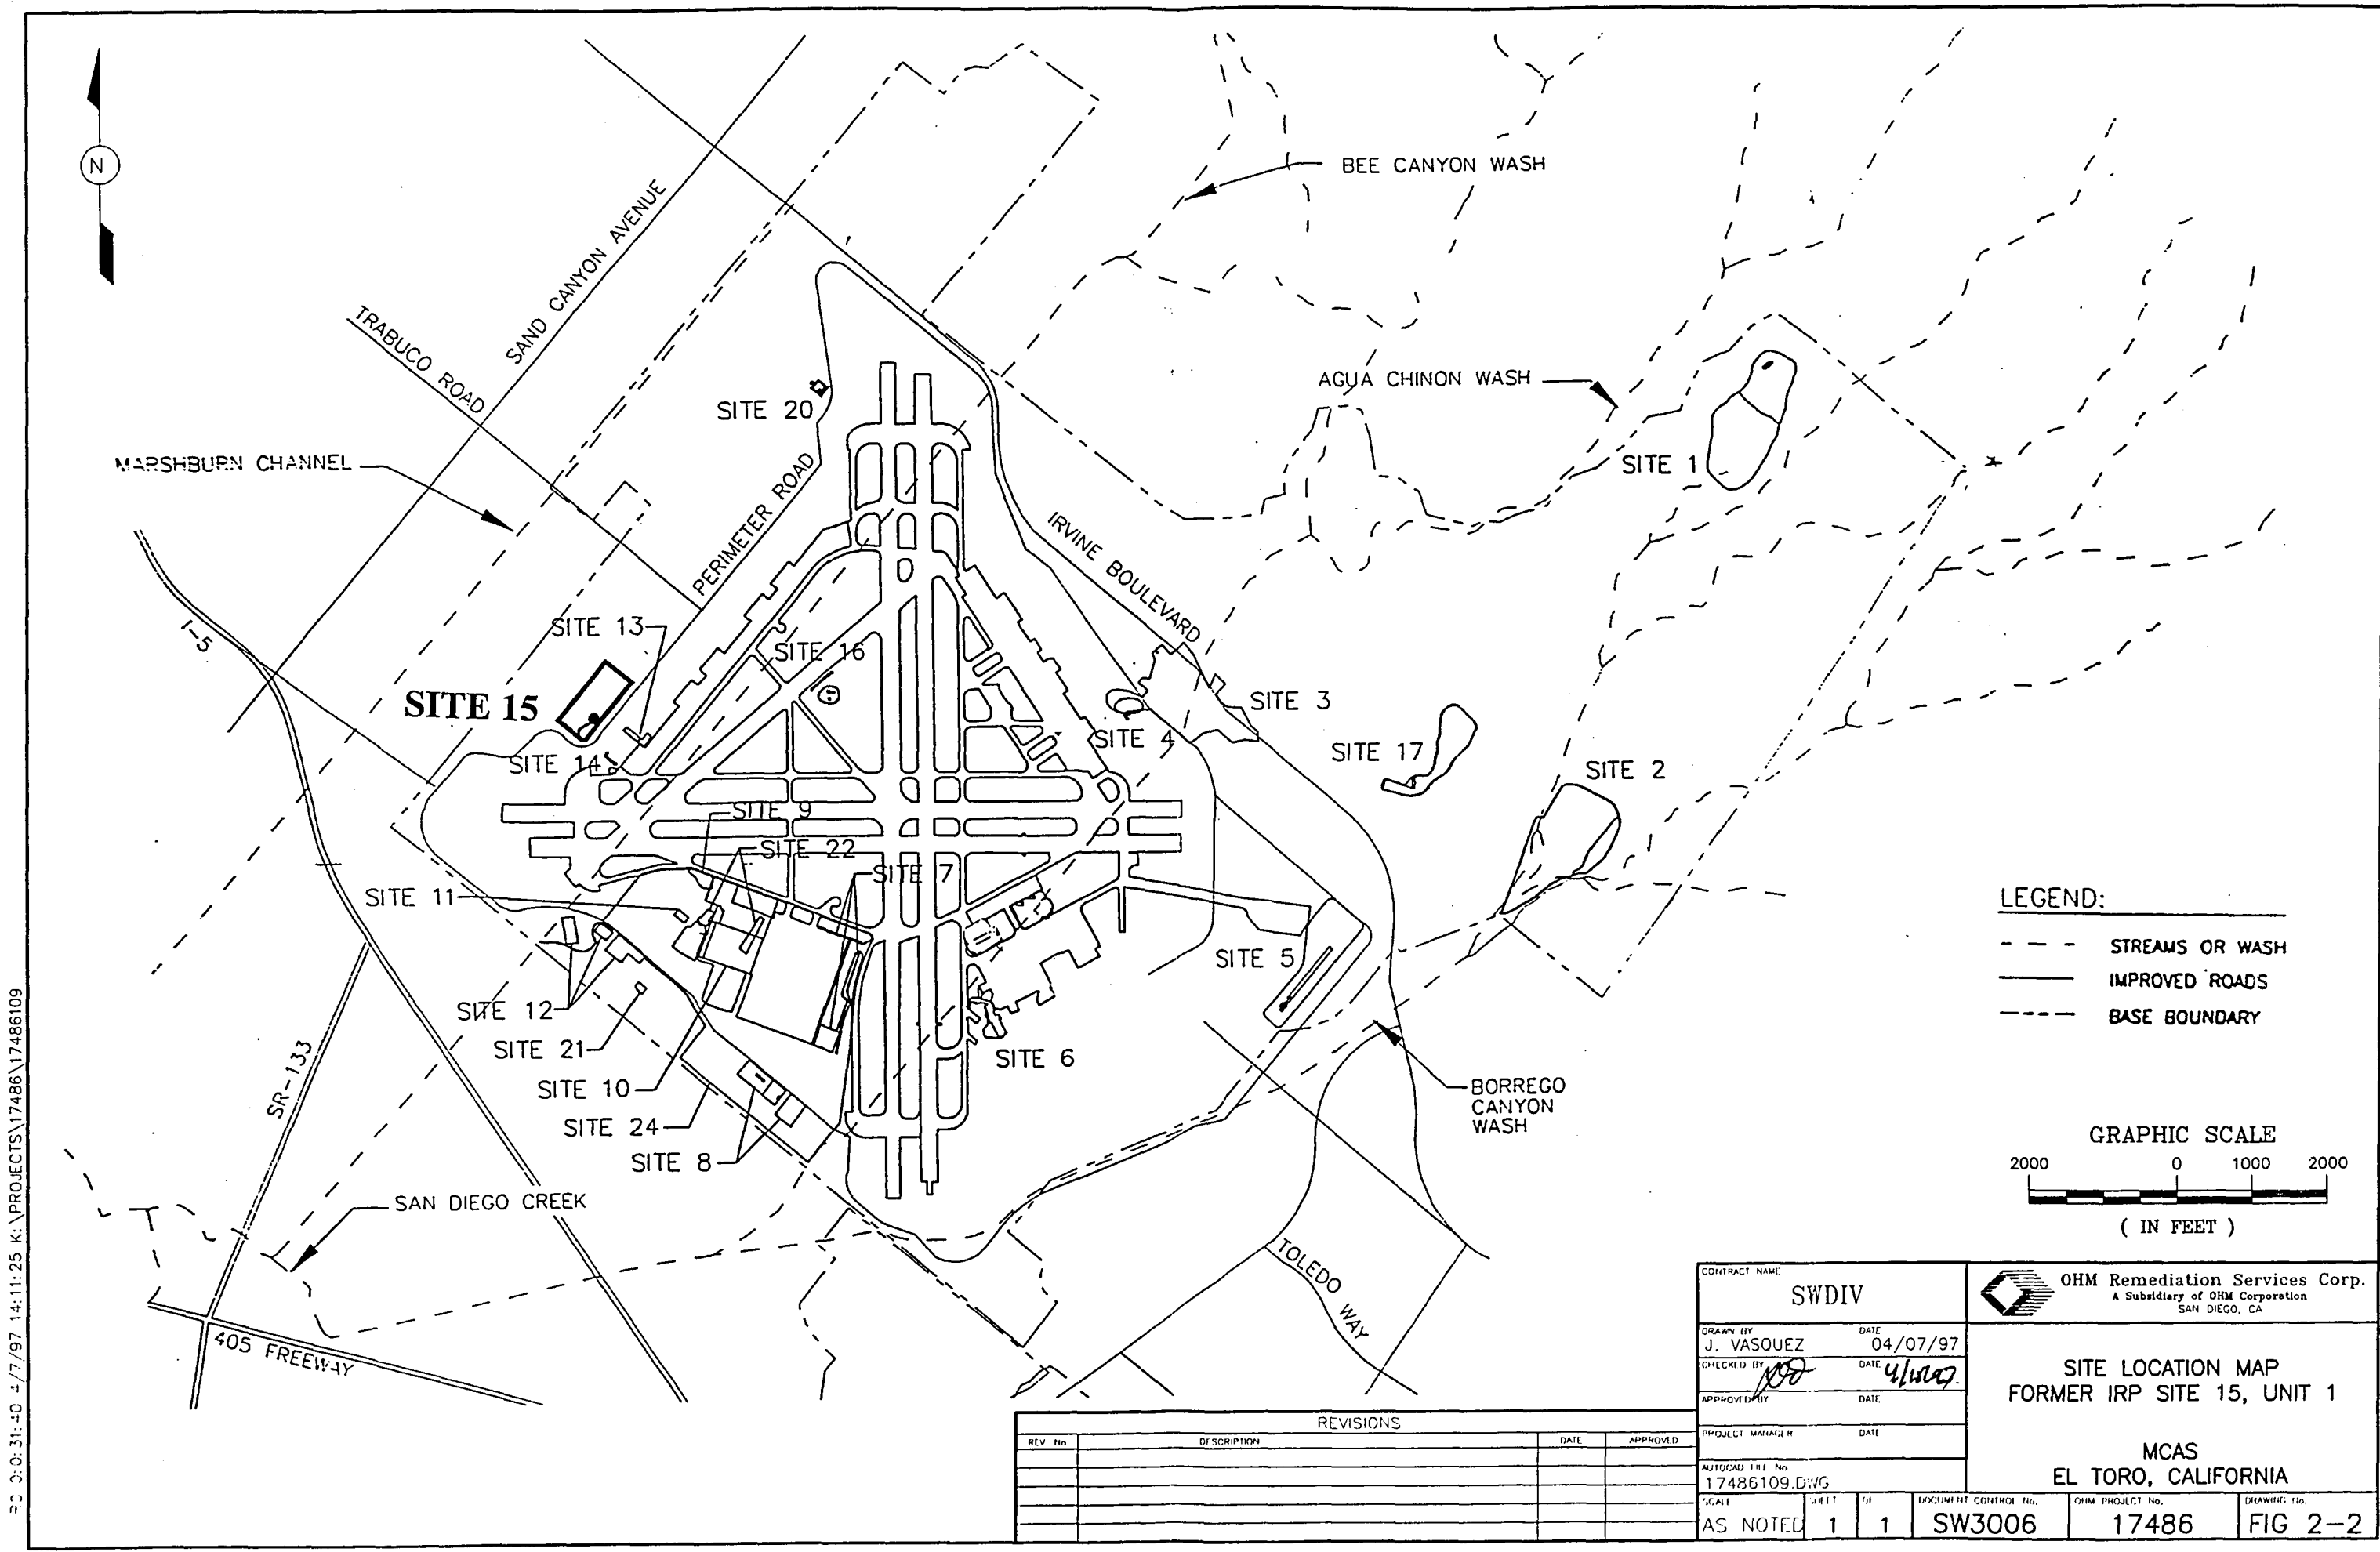 N
BEE CANYON WASH
SAND CANYON AVENUE
TRABUCO ROAD
AGUA CHINON WASH
SITE 20
MARSHBURN CHANNEL
SITE 1
PERIMETER ROAD
IRVINE BOULEVARD
I-5
SITE 13
SITE 16
SITE 15
SITE 3
SITE 4
SITE 14
SITE 17
SITE 2
SITE 9
SITE 22
SITE 7
SITE 11
SITE 5
SITE 12
SITE 21
SITE 6
SITE 10
SITE 24
SITE 8
SR-133
BORREGO
CANYON
WASH
SAN DIEGO CREEK
TOLEDO WAY
405 FREEWAY
LEGEND:
STREAMS OR WASH
IMPROVED ROADS
BASE BOUNDARY
GRAPHIC SCALE
2000 0 1000 2000
( IN FEET )
4/7/97 14:11:25 K:\PROJECTS\17486\17486109
CONTRACT NAME
SWDIV
OHM Remediation Services Corp.
A Subsidiary of OHM Corporation
SAN DIEGO, CA
DRAWN BY DATE
J. VASQUEZ 04/07/97
CHECKED BY DATE
APPROVED BY DATE
PROJECT MANAGER DATE
AUTOCAD FILE No.
17486109.DWG
SITE LOCATION MAP
FORMER IRP SITE 15, UNIT 1
MCAS
EL TORO, CALIFORNIA
REVISIONS
REV No DESCRIPTION DATE APPROVED
SCALE SHEET OF DOCUMENT CONTROL No. OHM PROJECT No. DRAWING No.
AS NOTED 1 1 SW3006 17486 FIG 2-2